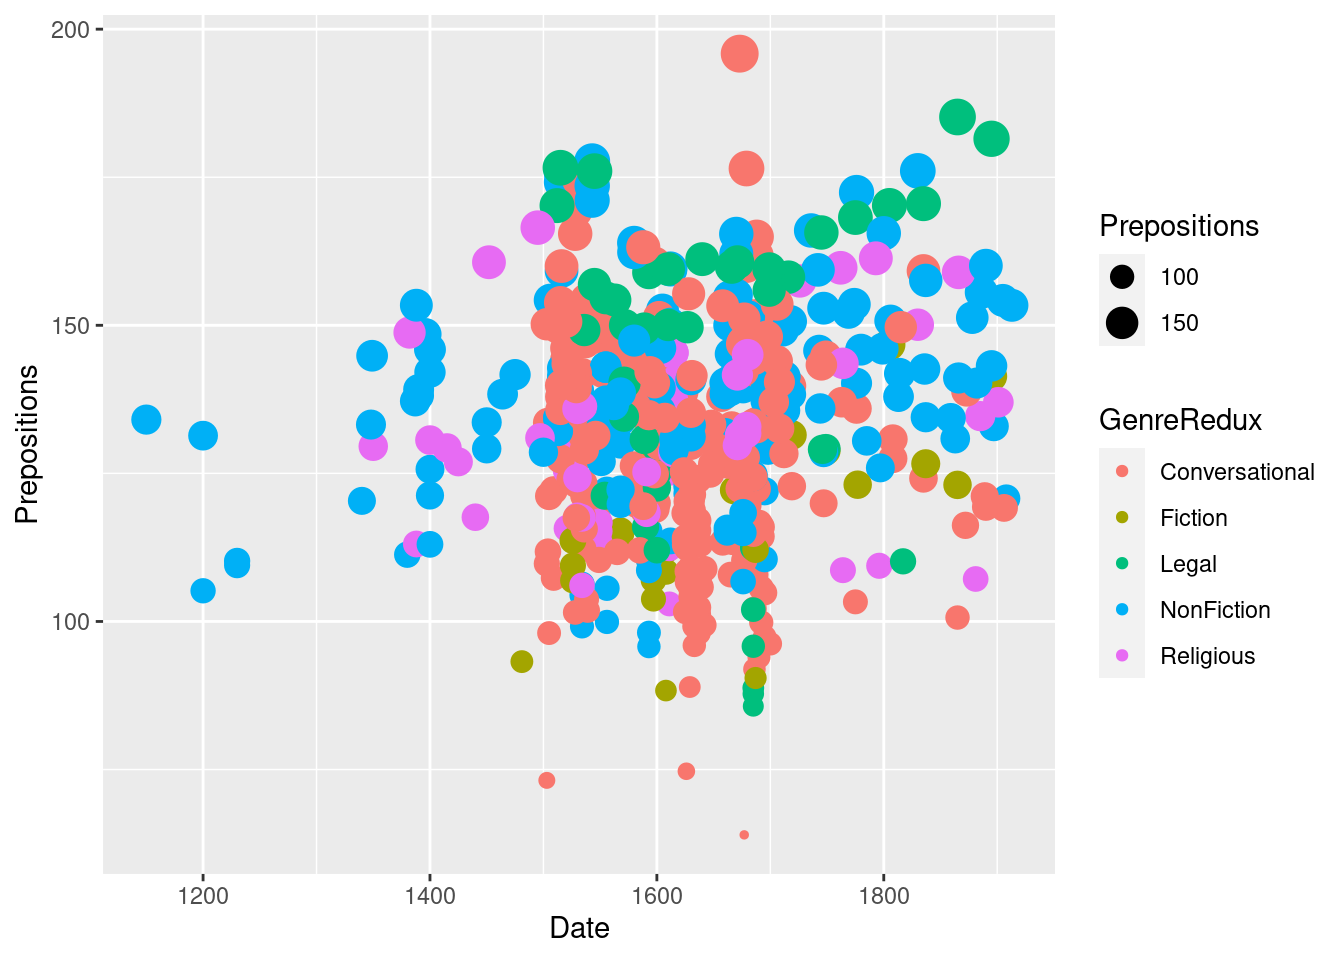 200
150
100
Prepositions
1200
1400
1600
1800
Date
Prepositions
100
150
GenreRedux
Conversational
Fiction
Legal
NonFiction
Religious